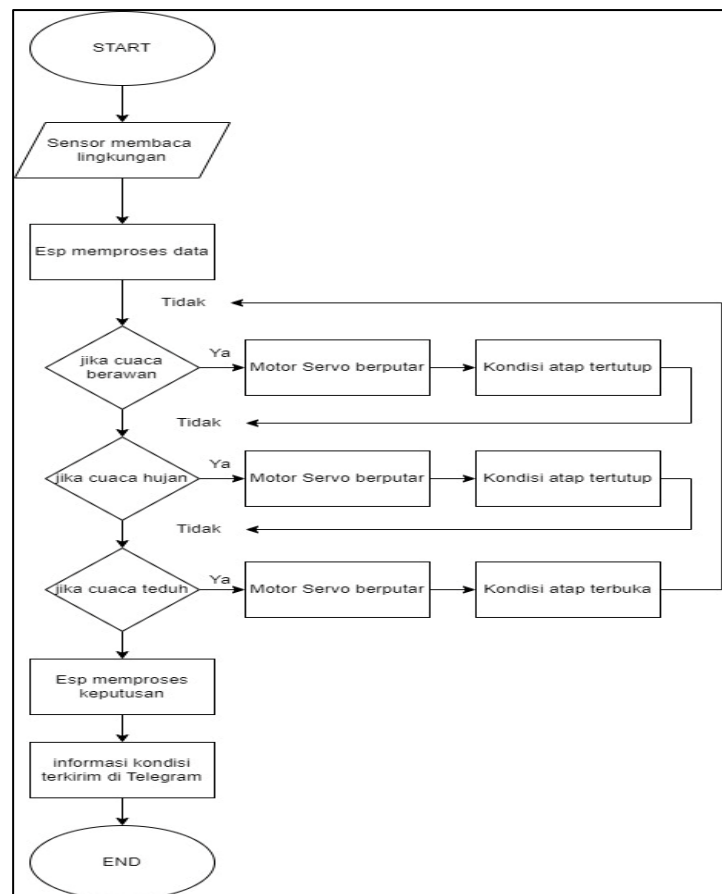 START
Sensor membaca
lingkungan
Esp memproses data
Tidak
jika cuaca
berawan
Ya
Motor Servo berputar
Kondisi atap tertutup
Tidak
jika cuaca hujan
Ya
Motor Servo berputar
Kondisi atap tertutup
Tidak
jika cuaca teduh
Ya
Motor Servo berputar
Kondisi atap terbuka
Esp memproses
keputusan
informasi kondisi
terkirim di Telegram
END